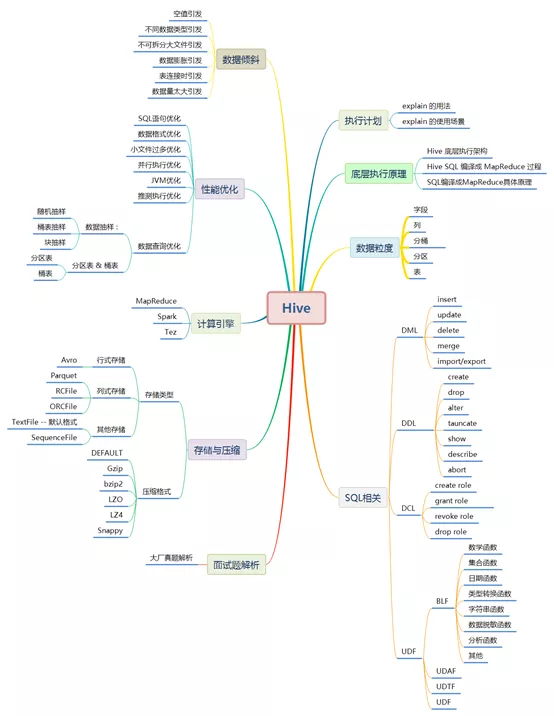 Hive
数据倾斜
空值引发
不同数据类型引发
不可拆分大文件引发
数据膨胀引发
表连接时引发
数据量太大引发
性能优化
SQL语句优化
数据格式优化
小文件过多优化
并行执行优化
JVM优化
推测执行优化
数据查询优化
数据抽样：
随机抽样
桶表抽样
块抽样
分区表 & 桶表
分区表
桶表
计算引擎
MapReduce
Spark
Tez
存储与压缩
存储类型
行式存储
Avro
列式存储
Parquet
RCFile
ORCFile
其他存储
TextFile -- 默认格式
SequenceFile
压缩格式
DEFAULT
Gzip
bzip2
LZO
LZ4
Snappy
面试题解析
大厂真题解析
执行计划
explain 的用法
explain 的使用场景
底层执行原理
Hive 底层执行架构
Hive SQL 编译成 MapReduce 过程
SQL编译成MapReduce具体原理
数据粒度
字段
列
分桶
分区
表
SQL相关
DML
insert
update
delete
merge
import/export
DDL
create
drop
alter
tauncate
show
describe
abort
DCL
create role
grant role
revoke role
drop role
UDF
BLF
数学函数
集合函数
日期函数
类型转换函数
字符串函数
数据脱敏函数
分析函数
其他
UDAF
UDTF
UDF